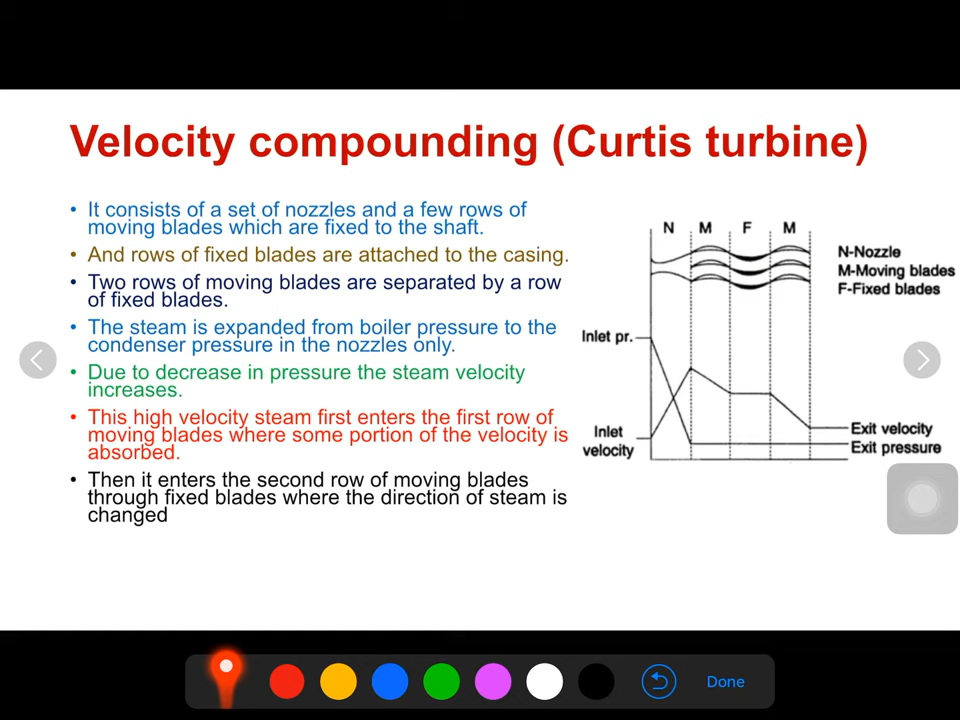 Velocity compounding (Curtis turbine)
• It consists of a set of nozzles and a few rows of
moving blades which are fixed to the shaft.
• And rows of fixed blades are attached to the casing.
• Two rows of moving blades are separated by a row
of fixed blades.
• The steam is expanded from boiler pressure to the
condenser pressure in the nozzles only.
• Due to decrease in pressure the steam velocity
increases.
• This high velocity steam first enters the first row of
moving blades where some portion of the velocity is
absorbed.
• Then it enters the second row of moving blades
through fixed blades where the direction of steam is
changed
N M F M
N-Nozzle
M-Moving blades
F-Fixed blades
Inlet pr.
Inlet
velocity
Exit velocity
Exit pressure
Done